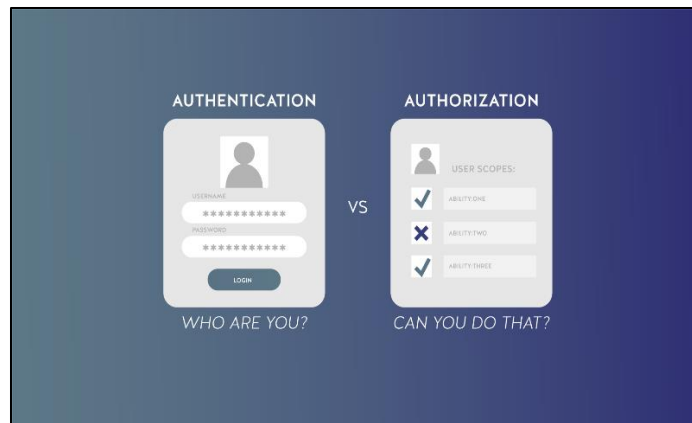 AUTHENTICATION
USERNAME
***********
PASSWORD
***********
LOGIN
WHO ARE YOU?
VS
AUTHORIZATION
USER SCOPES:
ABILITY:ONE
ABILITY:TWO
ABILITY:THREE
CAN YOU DO THAT?